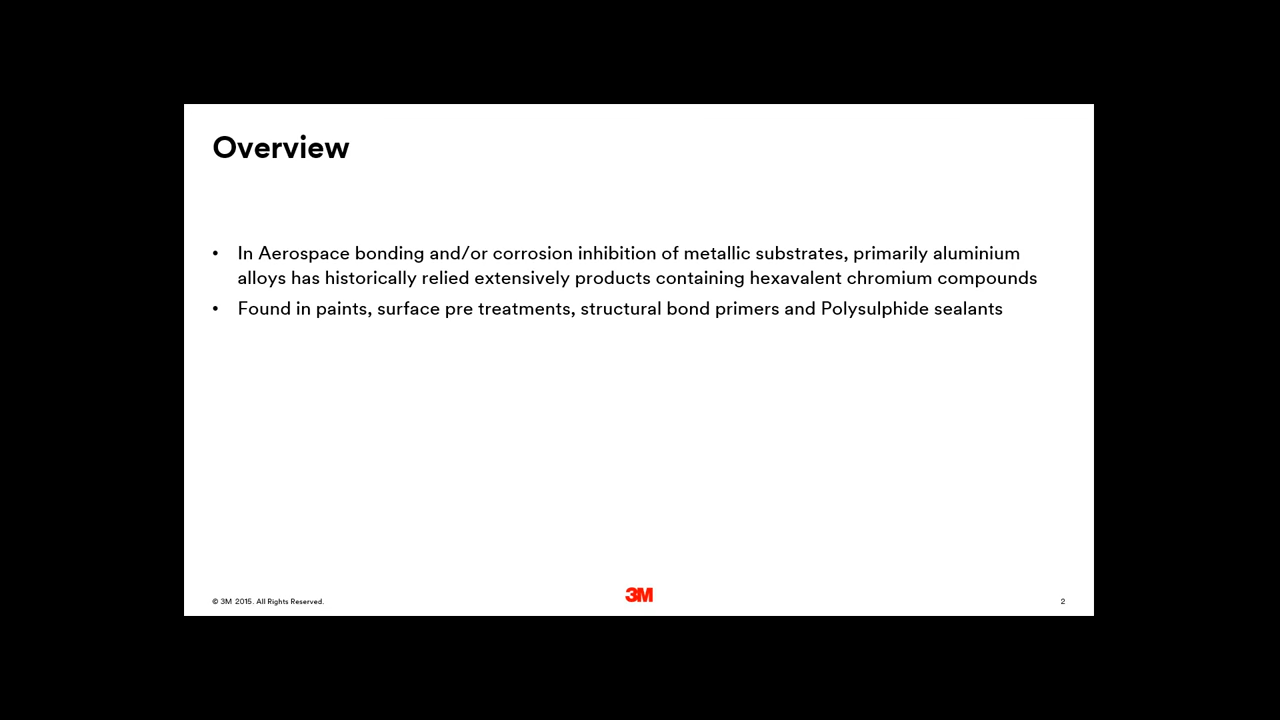 Overview
• In Aerospace bonding and/or corrosion inhibition of metallic substrates, primarily aluminium
alloys has historically relied extensively products containing hexavalent chromium compounds
• Found in paints, surface pre treatments, structural bond primers and Polysulphide sealants
© 3M 2015. All Rights Reserved.
3M
2